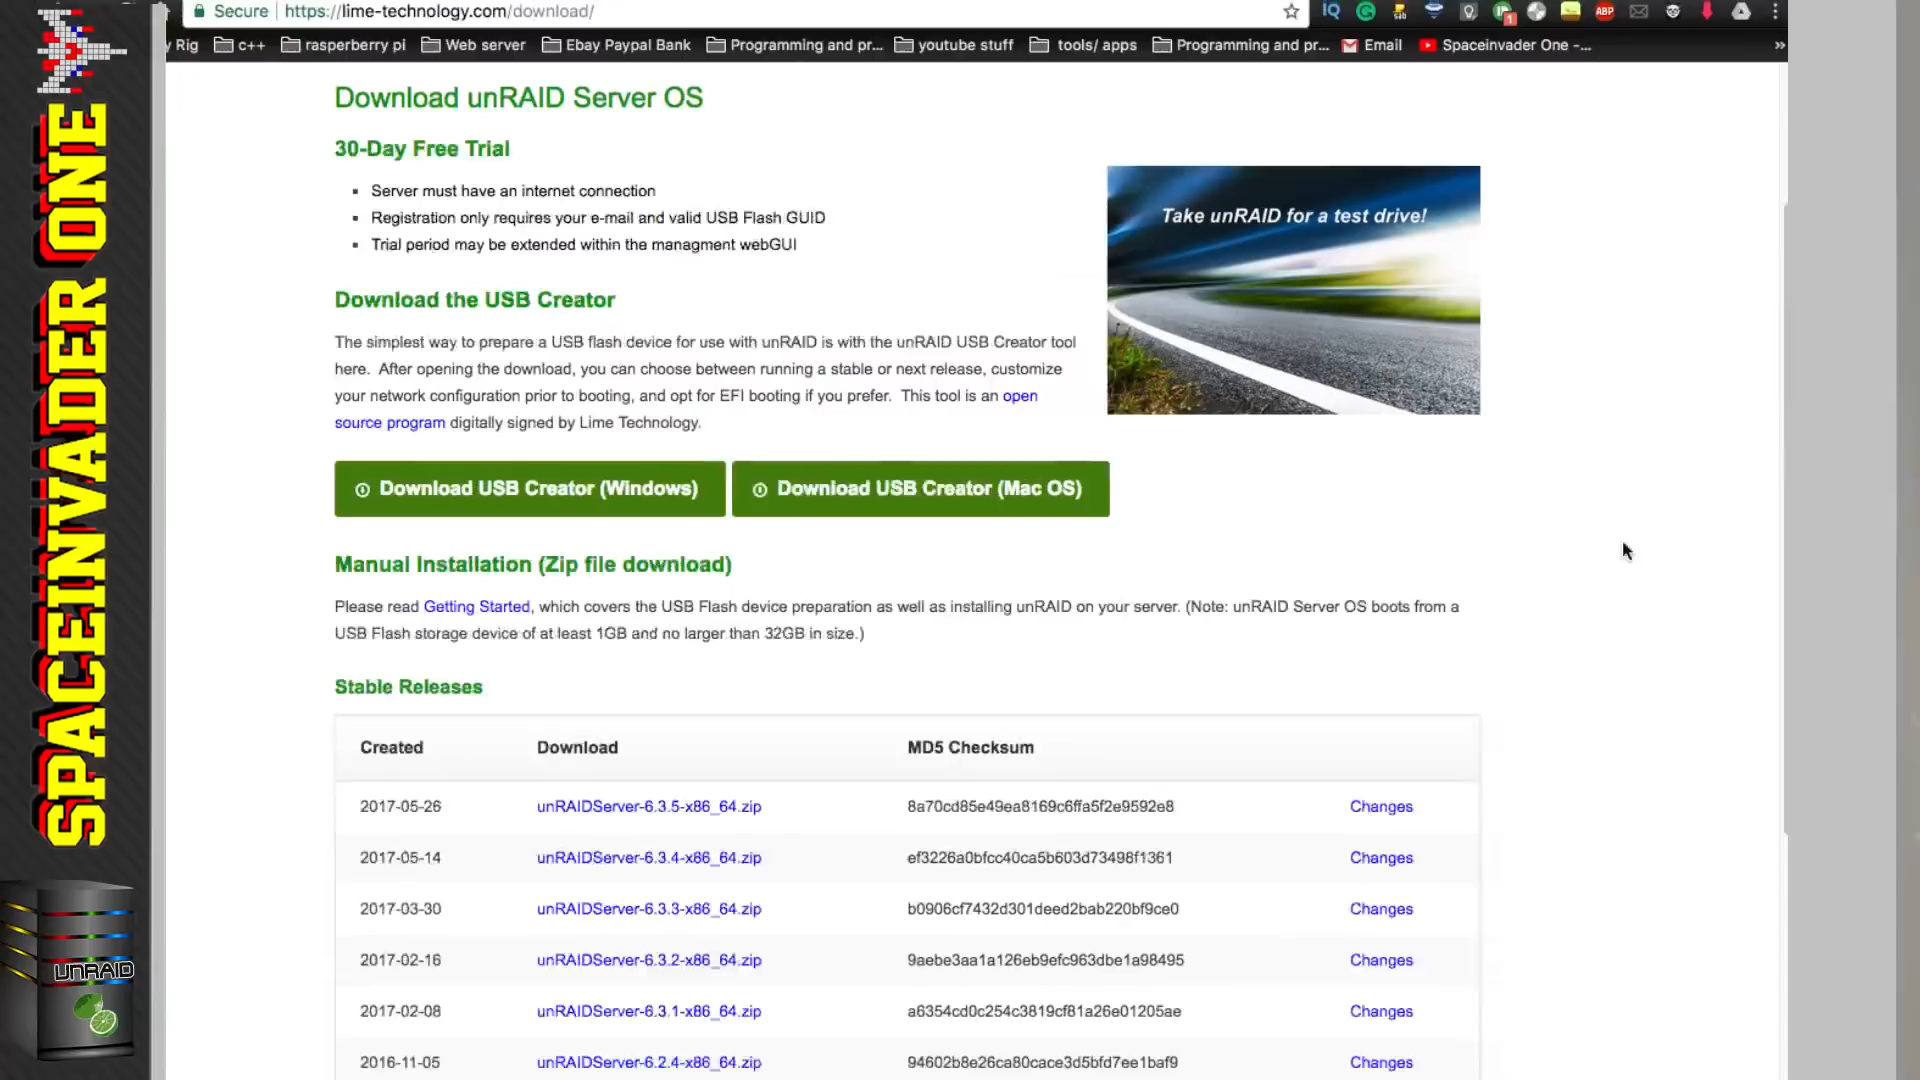 Secure https://lime-technology.com/download/
y Rig c++ rasperberry pi Web server Ebay Paypal Bank Programming and pr... youtube stuff tools/ apps Programming and pr... Email Spaceinvader One -... »
Download unRAID Server OS
30-Day Free Trial
Server must have an internet connection
Registration only requires your e-mail and valid USB Flash GUID
Trial period may be extended within the managment webGUI
Take unRAID for a test drive!
Download the USB Creator
The simplest way to prepare a USB flash device for use with unRAID is with the unRAID USB Creator tool
here. After opening the download, you can choose between running a stable or next release, customize
your network configuration prior to booting, and opt for EFI booting if you prefer. This tool is an open
source program digitally signed by Lime Technology.
Download USB Creator (Windows) Download USB Creator (Mac OS)
Manual Installation (Zip file download)
Please read Getting Started, which covers the USB Flash device preparation as well as installing unRAID on your server. (Note: unRAID Server OS boots from a
USB Flash storage device of at least 1GB and no larger than 32GB in size.)
Stable Releases
Created Download MD5 Checksum
2017-05-26 unRAIDServer-6.3.5-x86_64.zip 8a70cd85e49ea8169c6ffa5f2e9592e8 Changes
2017-05-14 unRAIDServer-6.3.4-x86_64.zip ef3226a0bfcc40ca5b603d73498f1361 Changes
2017-03-30 unRAIDServer-6.3.3-x86_64.zip b0906cf7432d301deed2bab220bf9ce0 Changes
2017-02-16 unRAIDServer-6.3.2-x86_64.zip 9aebe3aa1a126eb9efc963dbe1a98495 Changes
2017-02-08 unRAIDServer-6.3.1-x86_64.zip a6354cd0c254c3819cf81a26e01205ae Changes
2016-11-05 unRAIDServer-6.2.4-x86_64.zip 94602b8e26ca80cace3d5bfd7ee1baf9 Changes
SPACEINVADER ONE
UNRAID
IQ
1
ABP